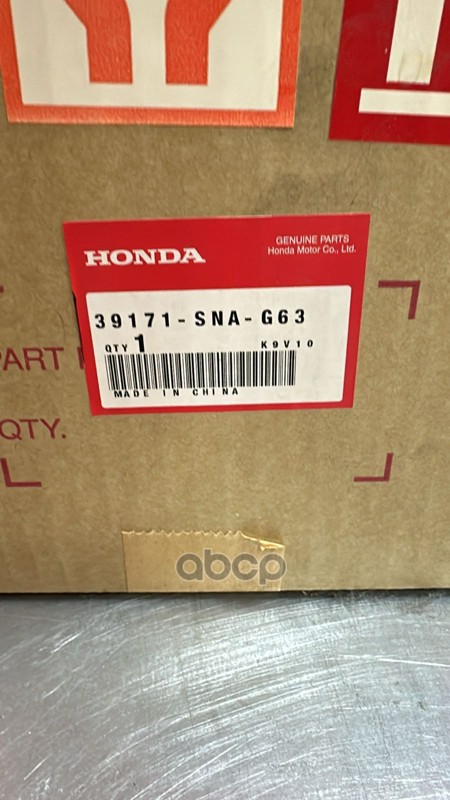 HONDA
GENUINE PARTS
Honda Motor Co., Ltd.
39171-SNA-G63
QTY 1
K9V10
MADE IN CHINA
PART
QTY.
abcp